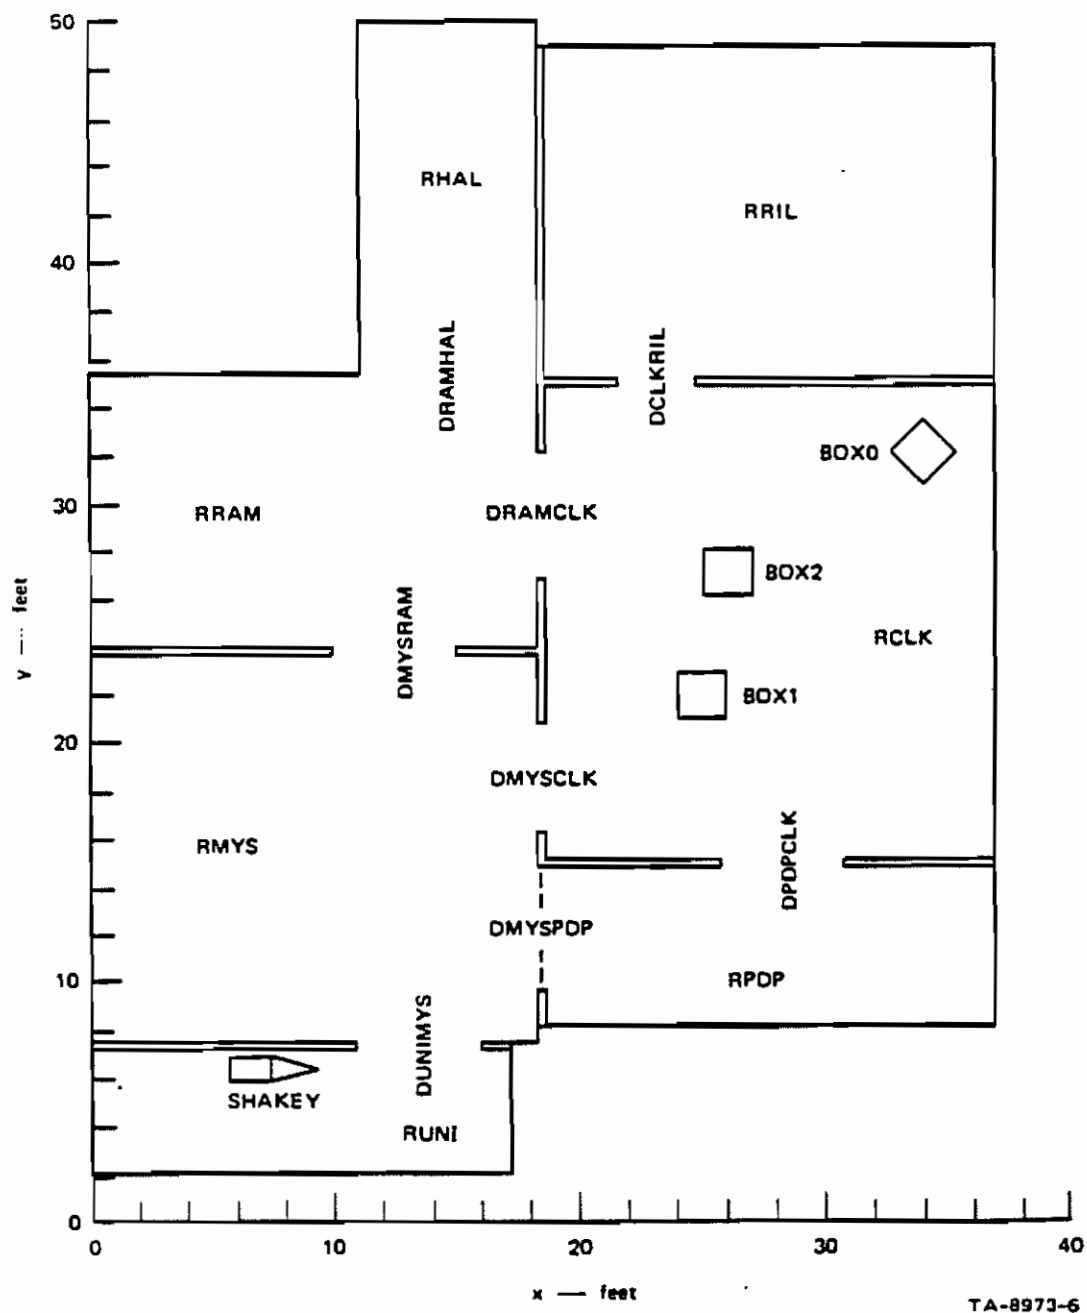 50
RHAL
RRIL
40
DRAMHAL
DCLKRIL
BOX0
30
RRAM
DRAMCLK
BOX2
y — feet
DMYSRAM
RCLK
BOX1
20
DMYSCLK
RMYS
DPDPCLK
DMYSPDP
10
RPDP
DUNIMYS
SHAKEY
RUNI
0
0 10 20 30 40
x — feet
TA-8973-6